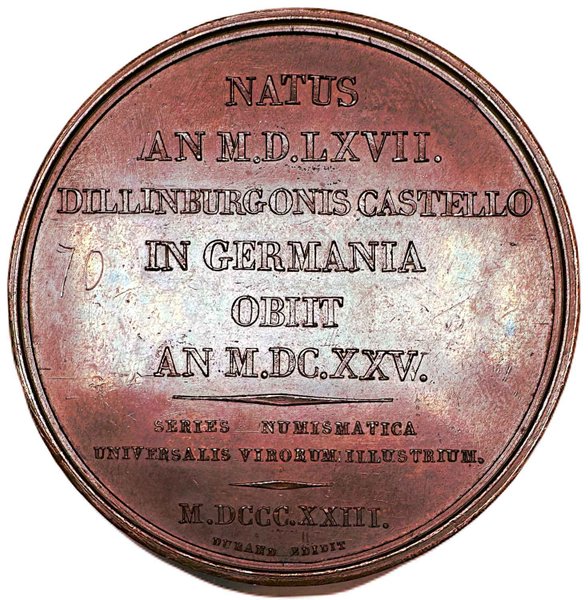 NATUS
AN M.D.LXVII.
DILLINBURGONIS CASTELLO
IN GERMANIA
70
OBIIT
AN M.DC.XXV.
SERIES NUMISMATICA
UNIVERSALIS VIRORUM ILLUSTRIUM.
M.DCCC.XXIII.
DURAND EDIDIT